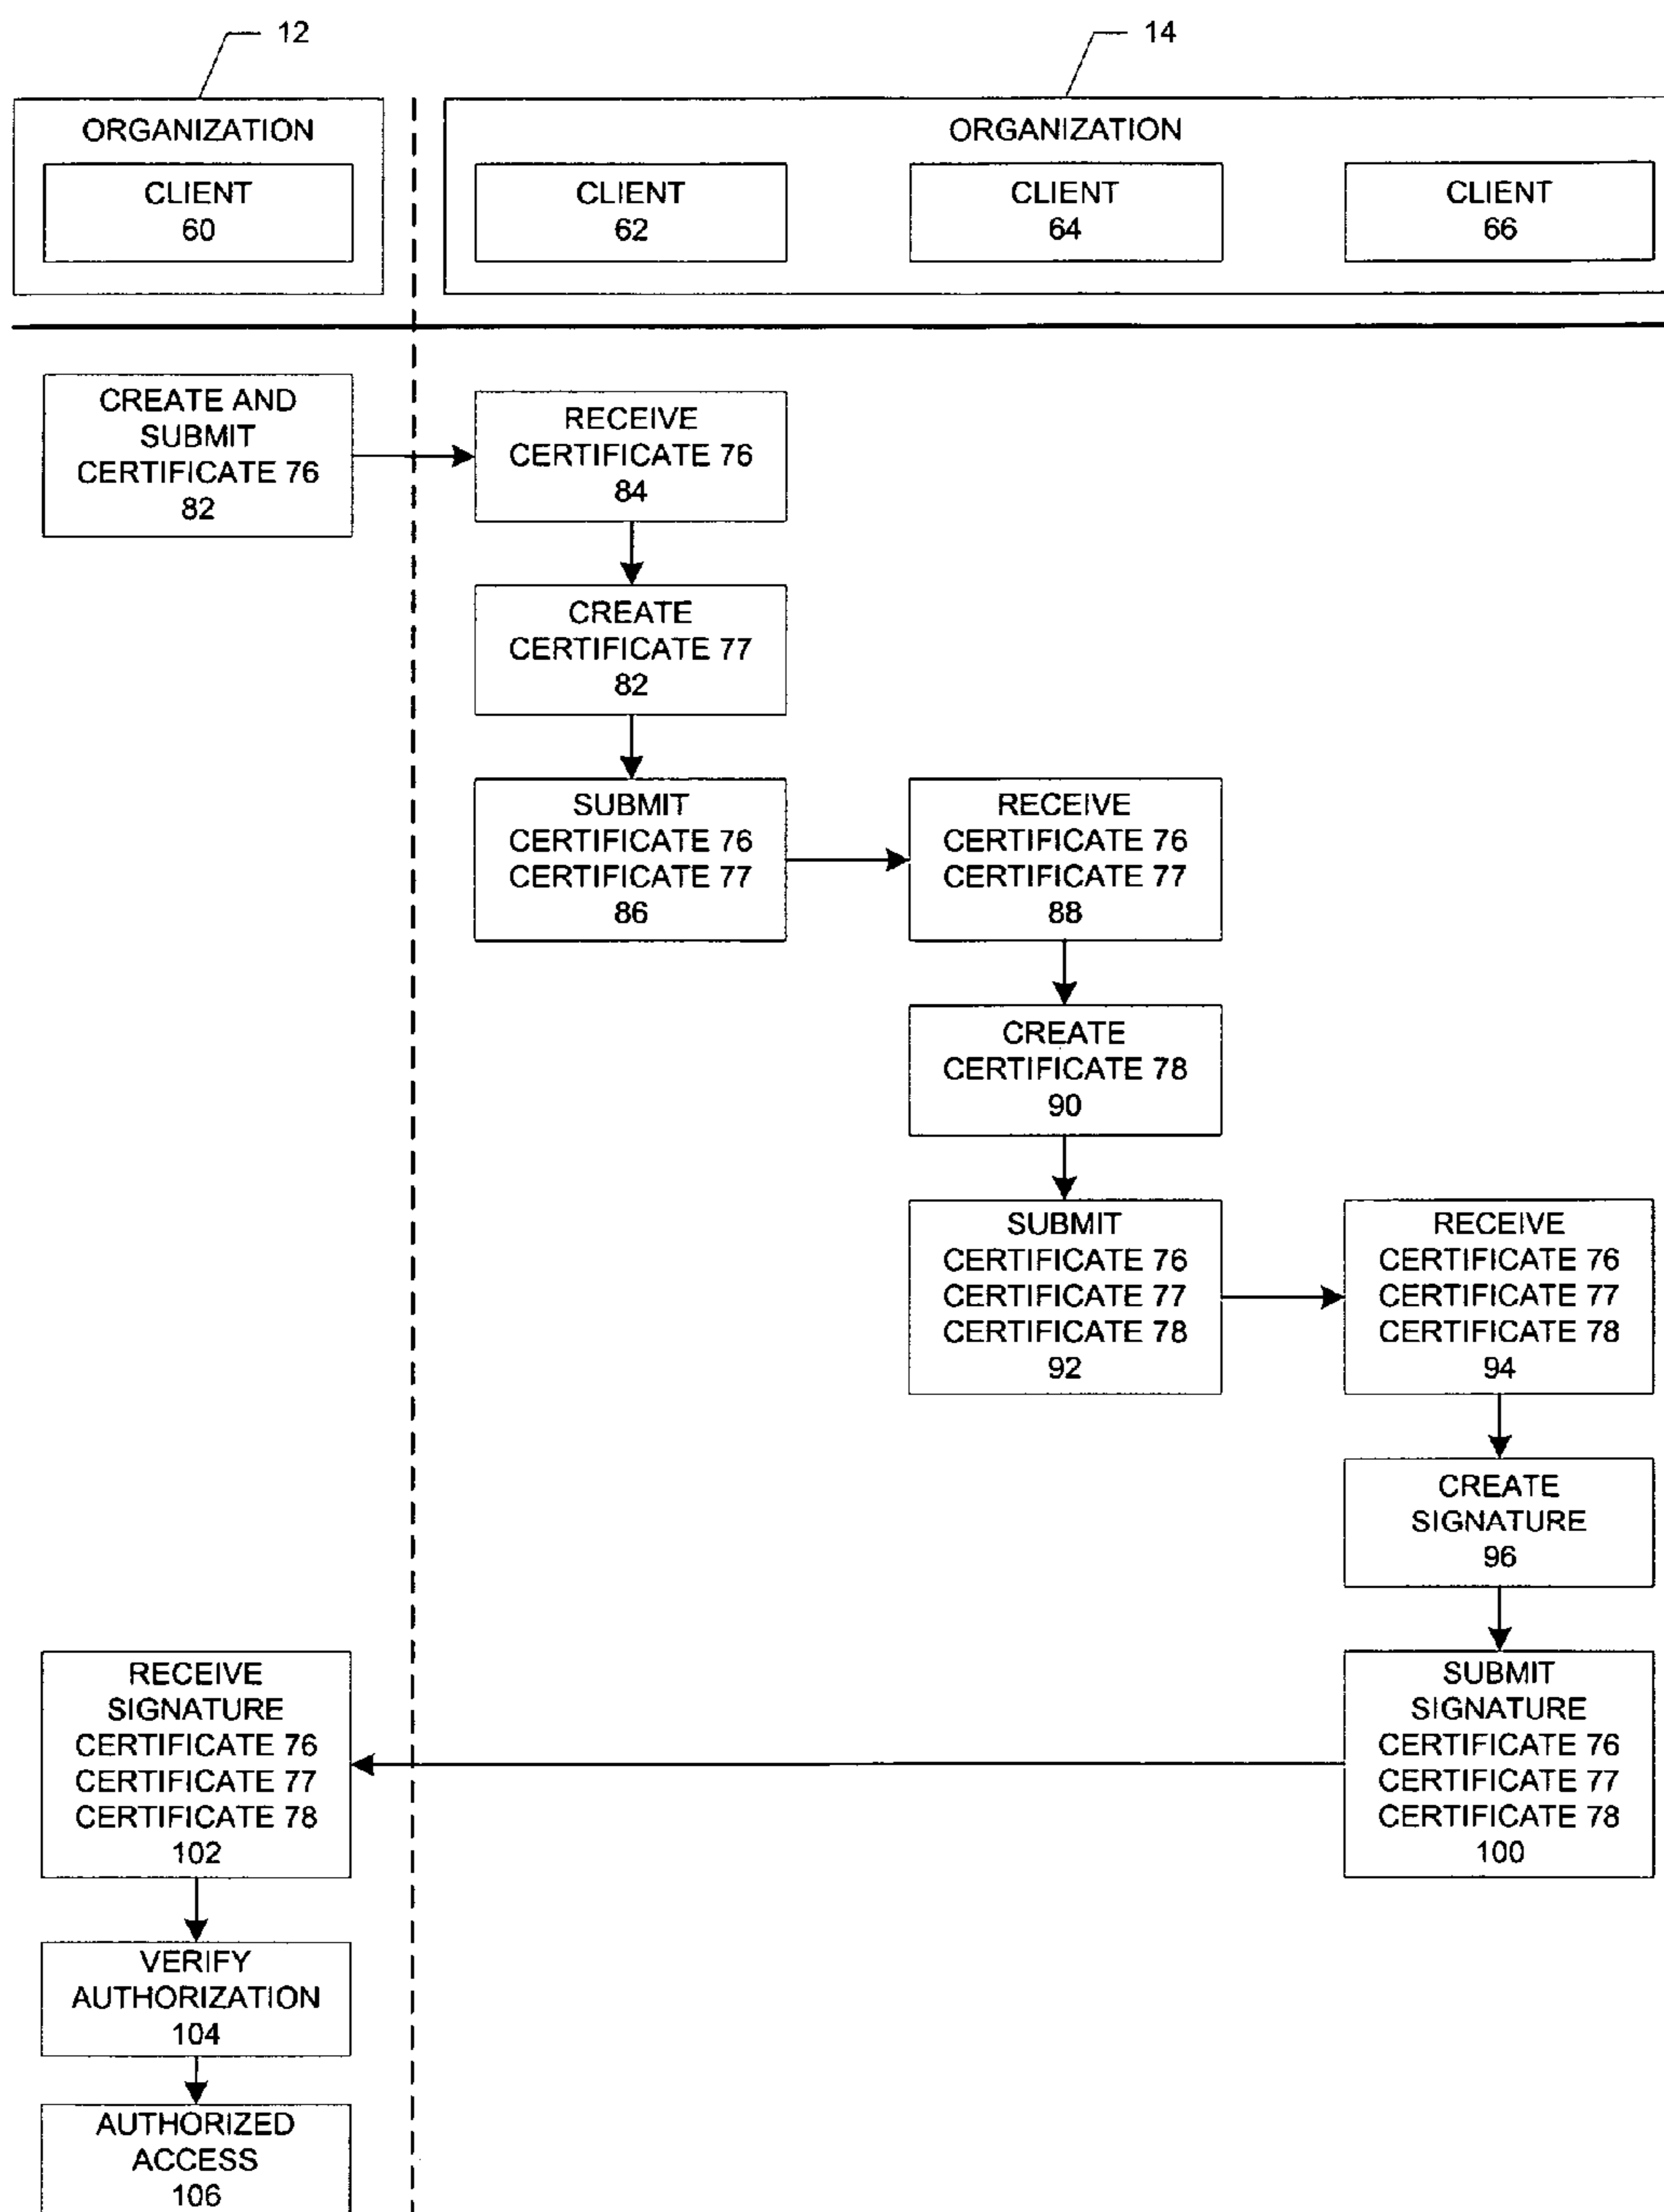 12
14
ORGANIZATION
CLIENT
60
ORGANIZATION
CLIENT
62
CLIENT
64
CLIENT
66
CREATE AND
SUBMIT
CERTIFICATE 76
82
RECEIVE
CERTIFICATE 76
84
CREATE
CERTIFICATE 77
82
SUBMIT
CERTIFICATE 76
CERTIFICATE 77
86
RECEIVE
CERTIFICATE 76
CERTIFICATE 77
88
CREATE
CERTIFICATE 78
90
SUBMIT
CERTIFICATE 76
CERTIFICATE 77
CERTIFICATE 78
92
RECEIVE
CERTIFICATE 76
CERTIFICATE 77
CERTIFICATE 78
94
CREATE
SIGNATURE
96
SUBMIT
SIGNATURE
CERTIFICATE 76
CERTIFICATE 77
CERTIFICATE 78
100
RECEIVE
SIGNATURE
CERTIFICATE 76
CERTIFICATE 77
CERTIFICATE 78
102
VERIFY
AUTHORIZATION
104
AUTHORIZED
ACCESS
106